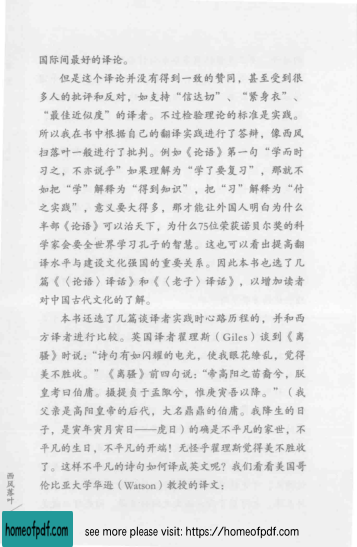 国际间最好的译论。
但是这个译论并没有得到一致的赞同，甚至受到很
多人的批评和反对，如支持“信达切”、“紧身衣”、
“最佳近似度”的译者。不过检验理论的标准是实践。
所以我在书中根据自己的翻译实践进行了答辩，像西风
扫落叶一般进行了批判。例如《论语》第一句“学而时
习之，不亦说乎”如果理解为“学了要复习”，那就不
如把“学”解释为“得到知识”，把“习”解释为“付
之实践”，意义要大得多，那才能让外国人明白为什么
半部《论语》可以治天下，为什么75位荣获诺贝尔奖的科
学家会要全世界学习孔子的智慧。这也可以看出提高翻
译水平与建设文化强国的重要关系。因此本书也选了几
篇《〈论语〉译话》和《〈老子〉译话》，以增加读者
对中国古代文化的了解。
本书还选了几篇谈译者实践时心路历程的，并和西
方译者进行比较。英国译者翟理斯（Giles）谈到《离
骚》时说：“诗句有如闪耀的电光，使我眼花缭乱，觉得
美不胜收。”《离骚》前四句说：“帝高阳之苗裔兮，朕
皇考曰伯庸。摄提贞于孟陬兮，惟庚寅吾以降。”（我
父亲是高阳皇帝的后代，大名鼎鼎的伯庸。我降生的日
子，是寅年寅月寅日——虎日）的确是不平凡的家世，不
平凡的生日，不平凡的开端！无怪乎翟理斯觉得美不胜收
了。这样不平凡的诗句如何译成英文呢？我们看看美国哥
伦比亚大学华逊（Watson）教授的译文：
西风落叶
homeofpdf.com
see more please visit: https://homeofpdf.com